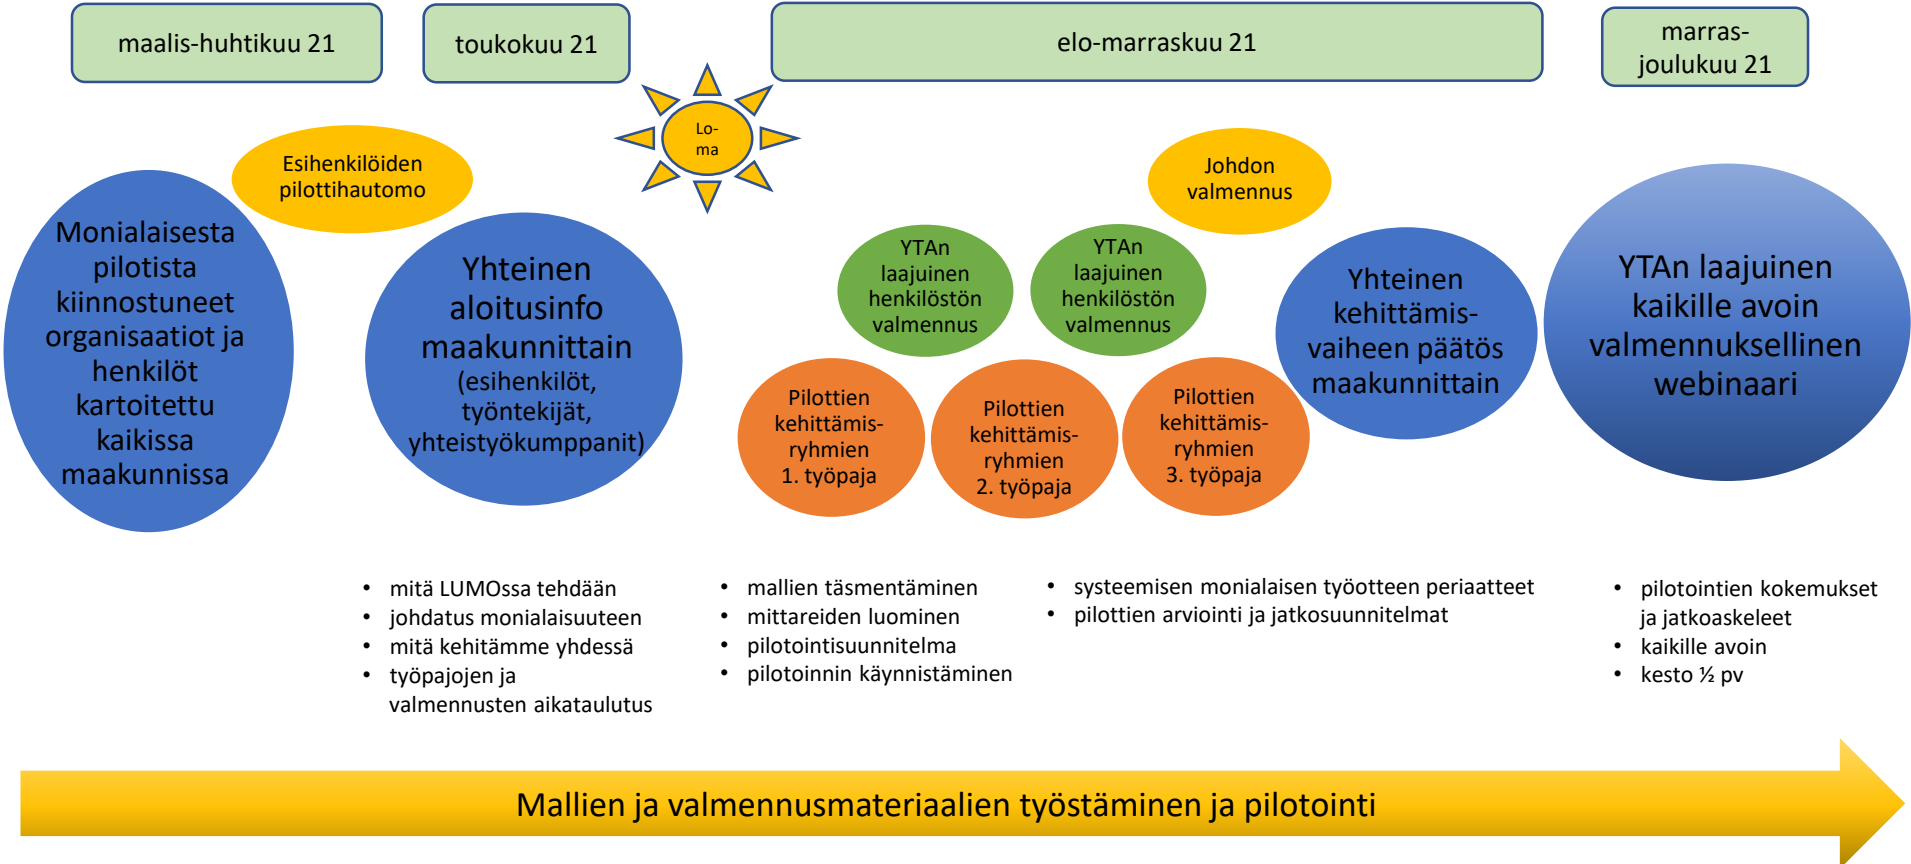 maalis-huhtikuu 21
toukokuu 21
elo-marraskuu 21
marras-
joulukuu 21
Lo-
ma
Esihenkilöiden
pilottihautomo
Johdon
valmennus
Monialaisesta
pilotista
kiinnostuneet
organisaatiot ja
henkilöt
kartoitettu
kaikissa
maakunnissa
Yhteinen
aloitusinfo
maakunnittain
(esihenkilöt,
työntekijät,
yhteistyökumppanit)
YTAn
laajuinen
henkilöstön
valmennus
YTAn
laajuinen
henkilöstön
valmennus
Pilottien
kehittämis-
ryhmien
1. työpaja
Pilottien
kehittämis-
ryhmien
2. työpaja
Pilottien
kehittämis-
ryhmien
3. työpaja
Yhteinen
kehittämis-
vaiheen päätös
maakunnittain
YTAn laajuinen
kaikille avoin
valmennuksellinen
webinaari
• mitä LUMOssa tehdään
• johdatus monialaisuuteen
• mitä kehitämme yhdessä
• työpajojen ja
valmennusten aikataulutus
• mallien täsmentäminen
• mittareiden luominen
• pilotointisuunnitelma
• pilotoinnin käynnistäminen
• systeemisen monialaisen työotteen periaatteet
• pilottien arviointi ja jatkosuunnitelmat
• pilotointien kokemukset
ja jatkoaskeleet
• kaikille avoin
• kesto ½ pv
Mallien ja valmennusmateriaalien työstäminen ja pilotointi